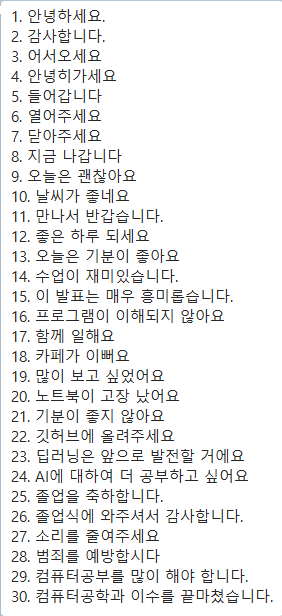 1. 안녕하세요.
2. 감사합니다.
3. 어서오세요
4. 안녕히가세요
5. 들어갑니다
6. 열어주세요
7. 닫아주세요
8. 지금 나갑니다
9. 오늘은 괜찮아요
10. 날씨가 좋네요
11. 만나서 반갑습니다.
12. 좋은 하루 되세요
13. 오늘은 기분이 좋아요
14. 수업이 재미있습니다.
15. 이 발표는 매우 흥미롭습니다.
16. 프로그램이 이해되지 않아요
17. 함께 일해요
18. 카페가 이뻐요
19. 많이 보고 싶었어요
20. 노트북이 고장 났어요
21. 기분이 좋지 않아요
22. 깃허브에 올려주세요
23. 딥러닝은 앞으로 발전할 거에요
24. AI에 대하여 더 공부하고 싶어요
25. 졸업을 축하합니다.
26. 졸업식에 와주셔서 감사합니다.
27. 소리를 줄여주세요
28. 범죄를 예방합시다
29. 컴퓨터공부를 많이 해야 합니다.
30. 컴퓨터공학과 이수를 끝마쳤습니다.